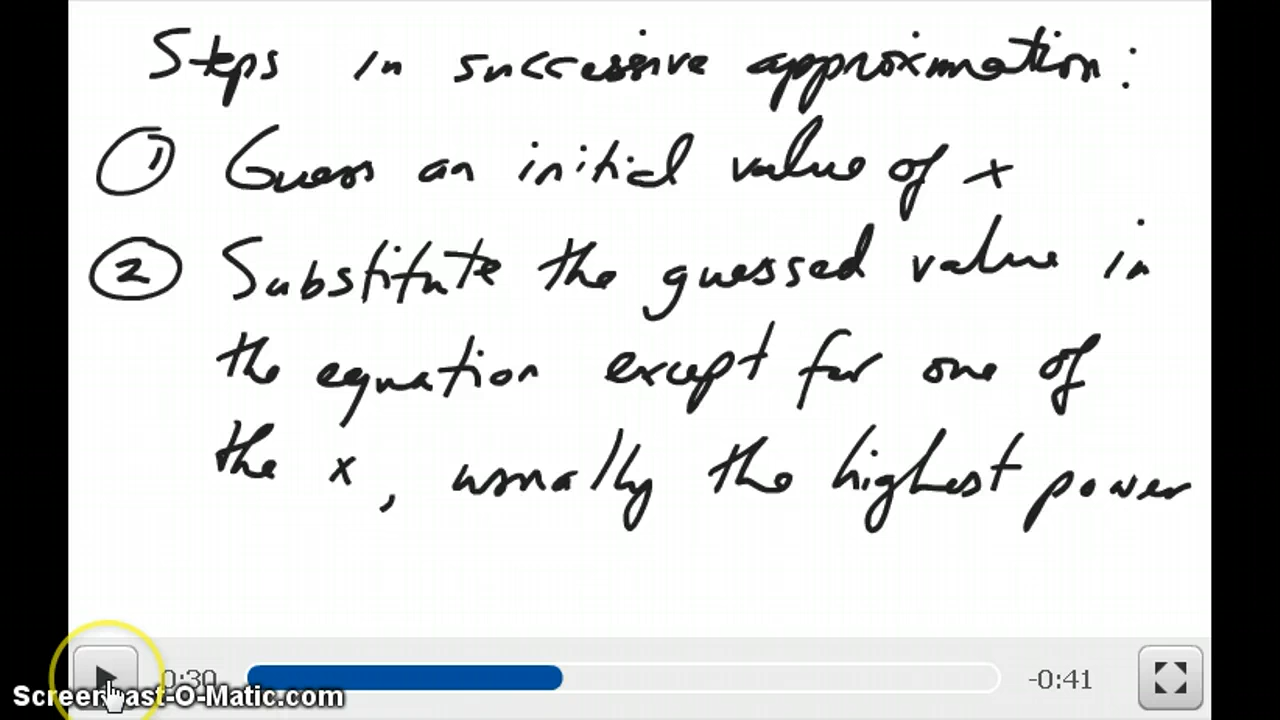 Steps in successive approximation:
1 Guess an initial value of x
2 Substitute the guessed value in
the equation except for one of
the x, usually the highest power
0:30
-0:41
Screencast-O-Matic.com